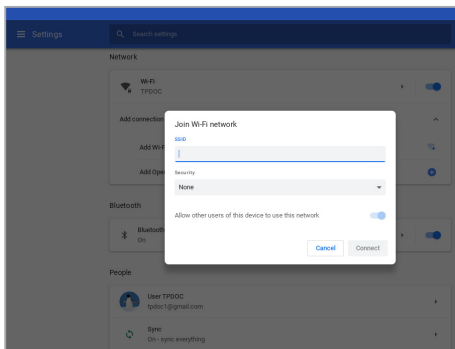 Settings
Search settings
Network
Wi-Fi
TPDOC
Add connection
Add Wi-F
Add Ope
Join Wi-Fi network
SSID
Security
None
Allow other users of this device to use this network
Cancel
Connect
Bluetooth
Bluetooth
On
People
User TPDOC
tpdoc1@gmail.com
Sync
On - sync everything